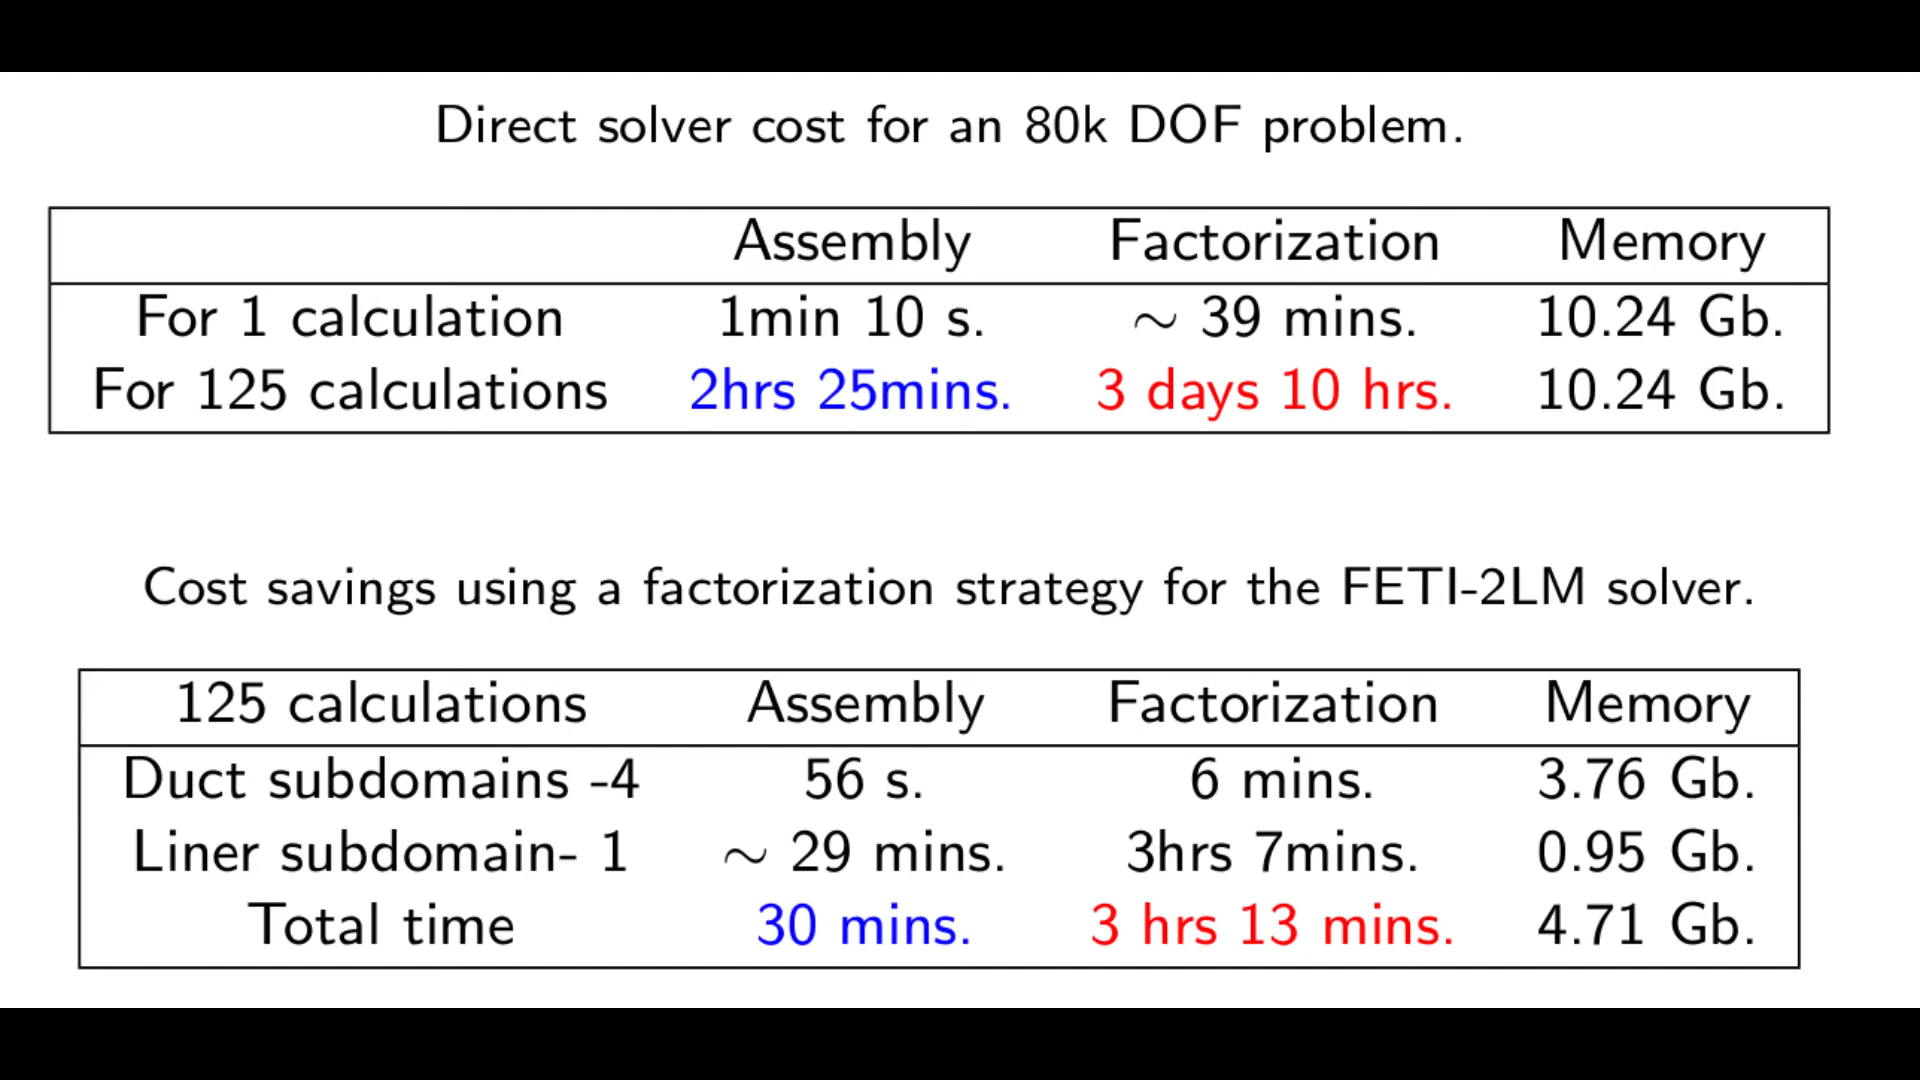 Direct solver cost for an 80k DOF problem.
Assembly Factorization Memory
For 1 calculation 1min 10 s. ∼ 39 mins. 10.24 Gb.
For 125 calculations 2hrs 25mins. 3 days 10 hrs. 10.24 Gb.
Cost savings using a factorization strategy for the FETI-2LM solver.
125 calculations Assembly Factorization Memory
Duct subdomains -4 56 s. 6 mins. 3.76 Gb.
Liner subdomain- 1 ∼ 29 mins. 3hrs 7mins. 0.95 Gb.
Total time 30 mins. 3 hrs 13 mins. 4.71 Gb.